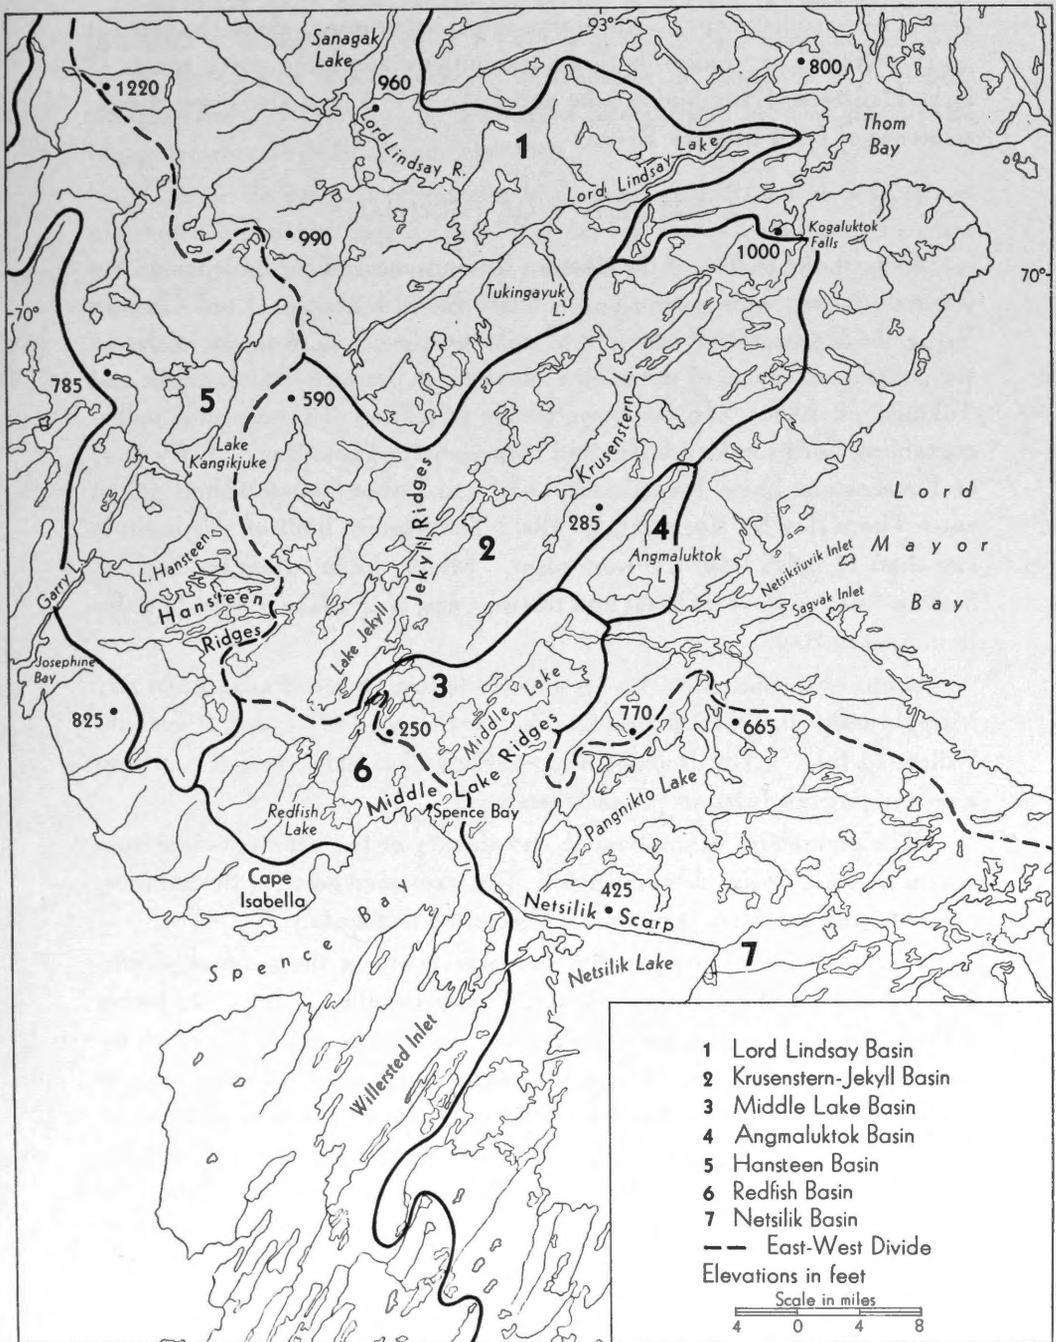 93°
Sanagak
Lake
800
1220
960
Thom
Bay
1
Lord Lindsay R.
Lord Lindsay Lake
Kogaluktok
Falls
990
1000
70°
Tukingayuk
L.
70°
785
590
5
Lake
Kangikjuke
Krusenstern
Jekyll Ridges
285
4
Lord
Mayor
Bay
2
Angmaluktok
L.
L. Hansteen
Netsiksiuvik Inlet
Sagvak Inlet
Garry
Hansteen
Ridges
Lake Jekyll
Josephine
Bay
3
Middle Lake
825
250
770
665
6
Middle Lake Ridges
Pangnikto Lake
Redfish
Lake
Spence Bay
Cape
Isabella
425
Netsilik Scarp
Spence Bay
7
Netsilik Lake
Willersted Inlet
1 Lord Lindsay Basin
2 Krusenstern-Jekyll Basin
3 Middle Lake Basin
4 Angmaluktok Basin
5 Hansteen Basin
6 Redfish Basin
7 Netsilik Basin
East-West Divide
Elevations in feet
Scale in miles
4 0 4 8